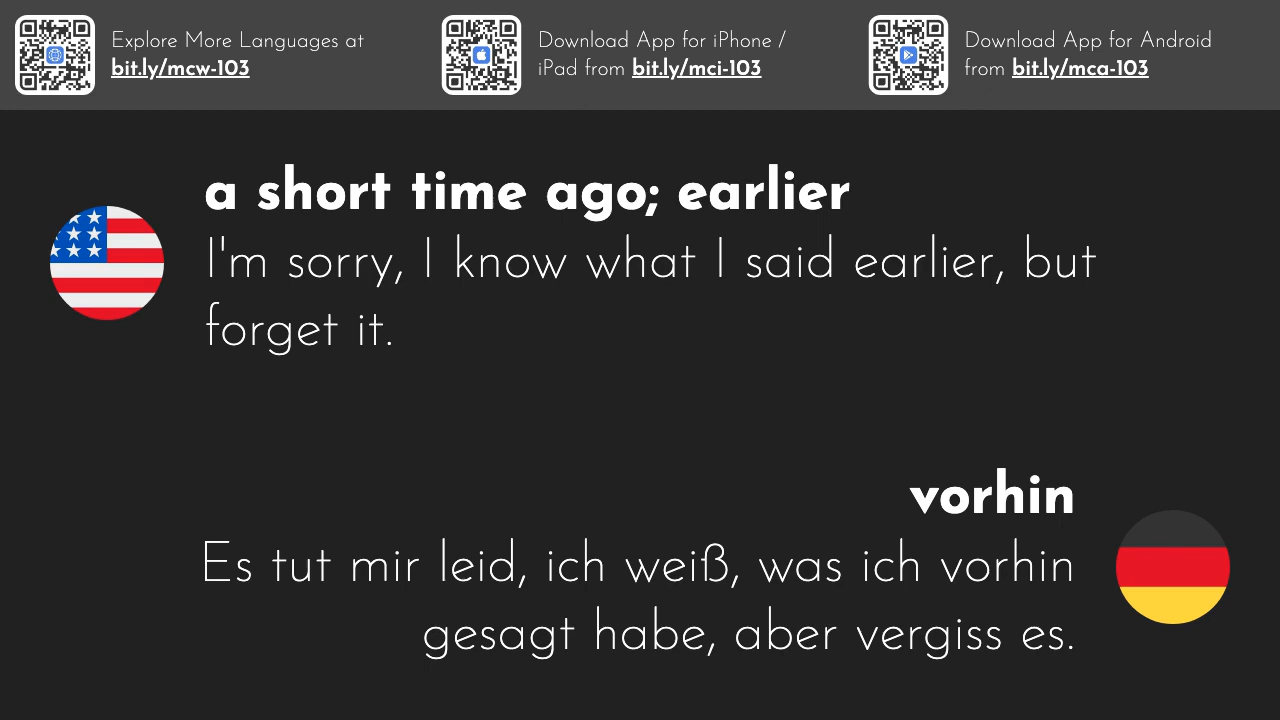 Explore More Languages at
bit.ly/mcw-103
Download App for iPhone /
iPad from bit.ly/mci-103
Download App for Android
from bit.ly/mca-103
a short time ago; earlier
I'm sorry, I know what I said earlier, but
forget it.
vorhin
Es tut mir leid, ich weiß, was ich vorhin
gesagt habe, aber vergiss es.